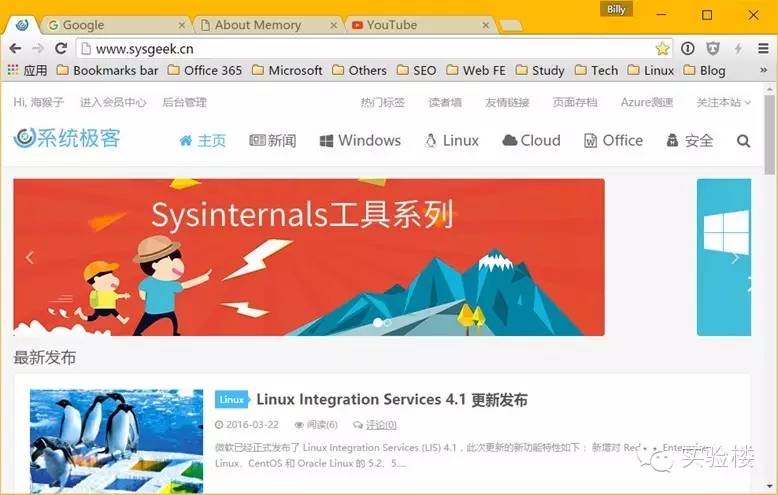 Billy
Google About Memory YouTube
www.sysgeek.cn
应用 Bookmarks bar Office 365 Microsoft Others SEO Web FE Study Tech Linux Blog »
Hi, 海猴子 进入会员中心 后台管理 热门标签 读者墙 友情链接 页面存档 Azure测速 关注本站
系统极客 主页 新闻 Windows Linux Cloud Office 安全
Sysinternals工具系列
最新发布
Linux Linux Integration Services 4.1 更新发布
2016-03-22 阅读(6) 评论(0)
微软已经正式发布了 Linux Integration Services (LIS) 4.1，此次更新的新功能特性如下： 新增对 Red
Linux、CentOS 和 Oracle Linux 的 5.2、5....
实验楼